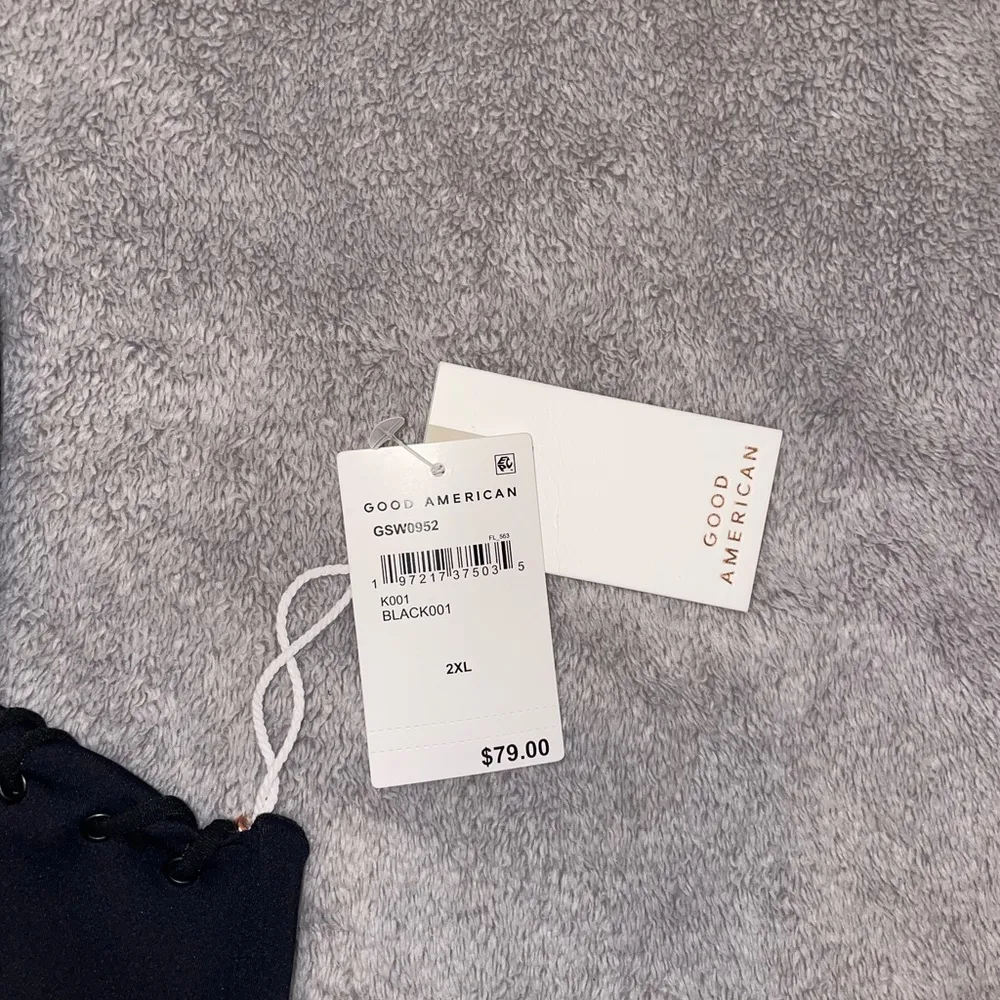 GOOD AMERICAN
GSW0952
FL_563
1 97217 37503 5
K001
BLACK001
2XL
$79.00
GOOD
AMERICAN